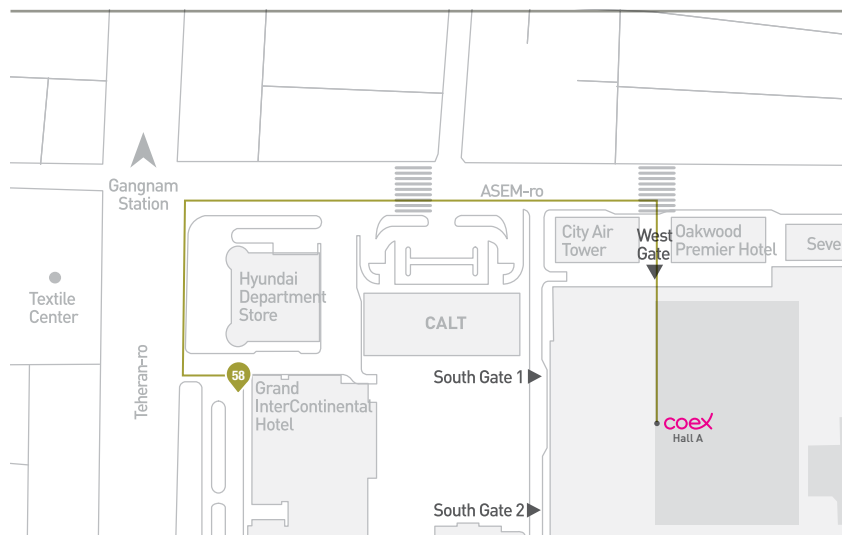 ASEM-ro
Gangnam
Station
City Air
Tower
West
Gate
Oakwood
Premier Hotel
Seve
Hyundai
Department
Store
Textile
Center
CALT
Teheran-ro
58
Grand
InterContinental
Hotel
South Gate 1
coex
Hall A
South Gate 2